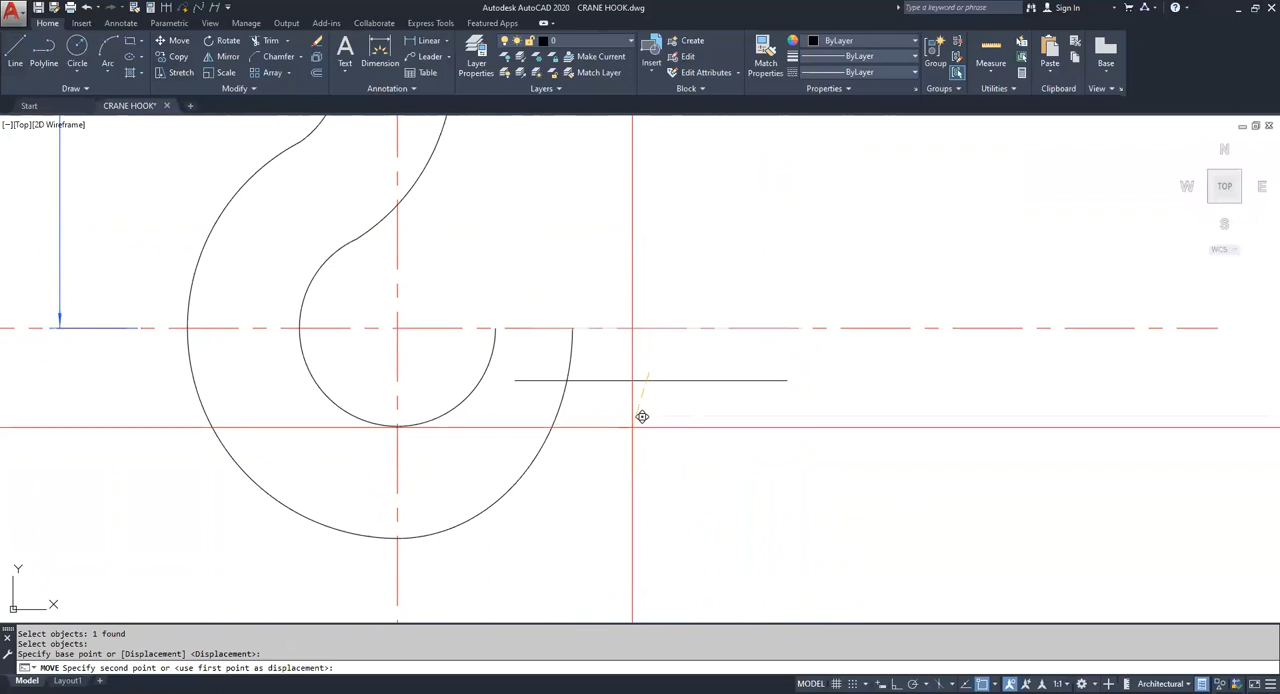 A
Autodesk AutoCAD 2020 CRANE HOOK.dwg
Type a keyword or phrase
Sign In
Home Insert Annotate Parametric View Manage Output Add-ins Collaborate Express Tools Featured Apps
Line Polyline Circle Arc
Move Rotate Trim
Copy Mirror Chamfer
Stretch Scale Array
Text Dimension
Linear
Leader
Table
Layer Properties
0
Make Current
Match Layer
Insert
Create
Edit
Edit Attributes
Match Properties
ByLayer
ByLayer
ByLayer
Group
Measure
Paste
Base
Draw Modify Annotation Layers Block Properties Groups Utilities Clipboard View
Start CRANE HOOK*
[−][Top][2D Wireframe]
N
W TOP E
S
WCS
Y
X
Select objects: 1 found
Select objects:
Specify base point or [Displacement] <Displacement>:
MOVE Specify second point or <use first point as displacement>:
Model Layout1 +
MODEL 1:1 Architectural